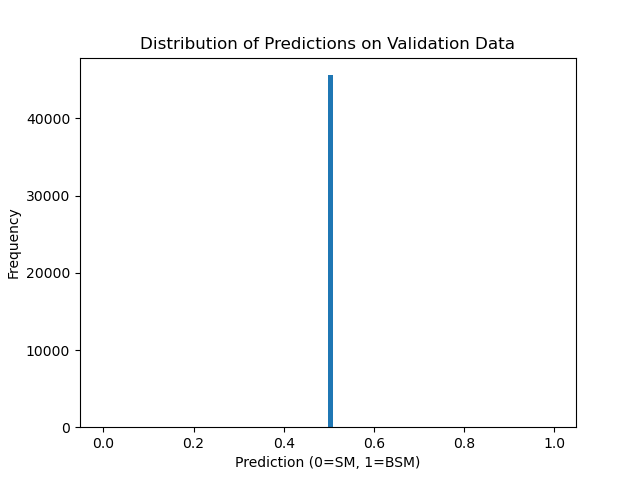 Distribution of Predictions on Validation Data
Frequency
40000
30000
20000
10000
0
0.0 0.2 0.4 0.6 0.8 1.0
Prediction (0=SM, 1=BSM)